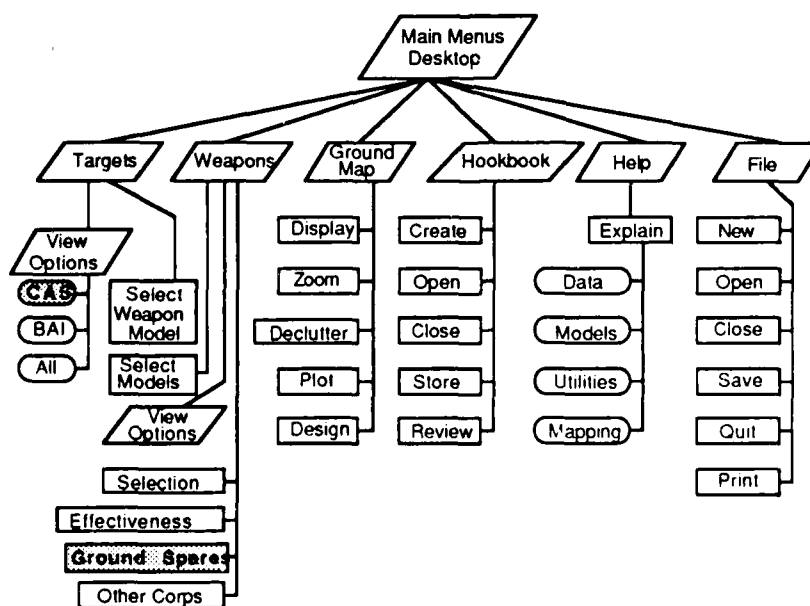 Main Menus
Desktop
Targets
Weapons
Ground
Map
Hookbook
Help
File
View
Options
CAS
BAI
All
Select
Weapon
Model
Select
Models
View
Options
Selection
Effectiveness
Ground Spares
Other Corps
Display
Zoom
Declutter
Plot
Design
Create
Open
Close
Store
Review
Explain
Data
Models
Utilities
Mapping
New
Open
Close
Save
Quit
Print